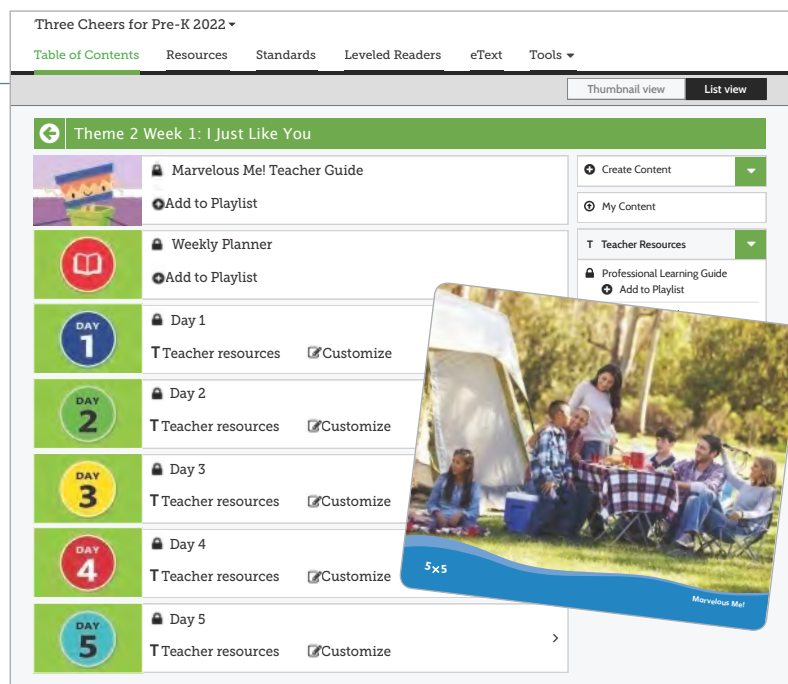 Three Cheers for Pre-K 2022
Table of Contents Resources Standards Leveled Readers eText Tools
Thumbnail view List view
Theme 2 Week 1: I Just Like You
Marvelous Me! Teacher Guide
Add to Playlist
Weekly Planner
Add to Playlist
DAY 1
Day 1
T Teacher resources Customize
DAY 2
Day 2
T Teacher resources Customize
DAY 3
Day 3
T Teacher resources Customize
DAY 4
Day 4
T Teacher resources Customize
DAY 5
Day 5
T Teacher resources Customize
Create Content
My Content
T Teacher Resources
Professional Learning Guide
Add to Playlist
5×5
Marvelous Me!